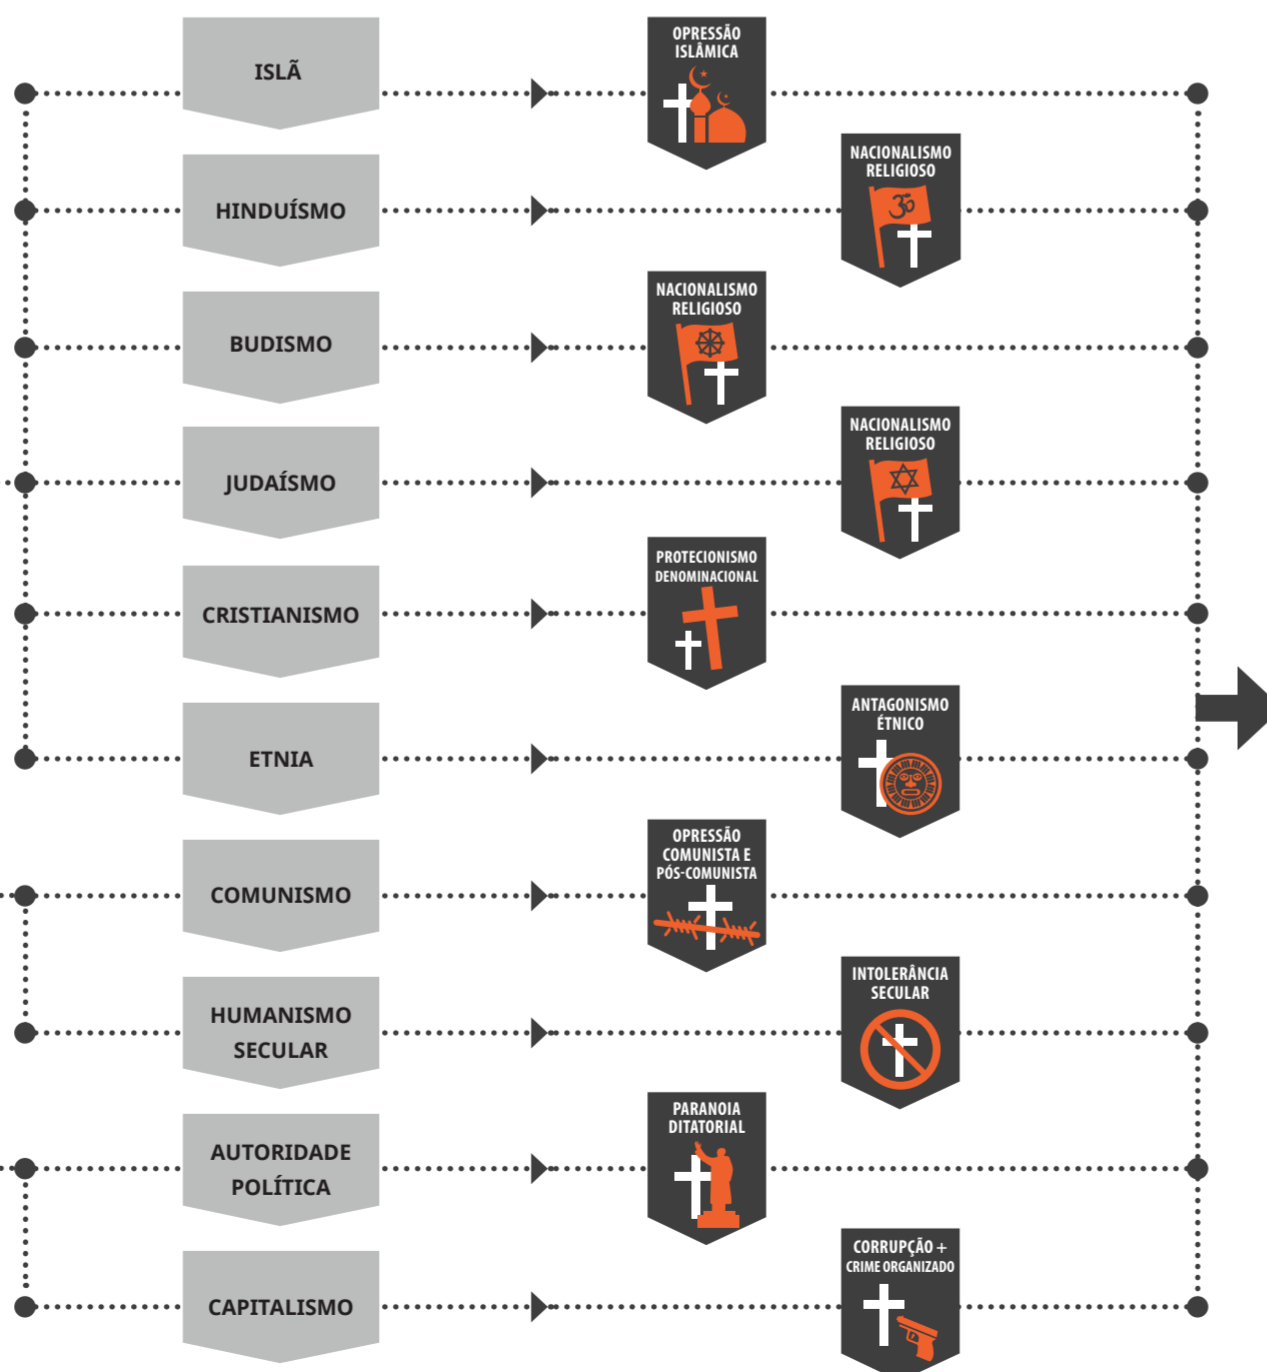 ISLÃ
OPRESSÃO
ISLÂMICA
HINDUÍSMO
NACIONALISMO
RELIGIOSO
BUDISMO
NACIONALISMO
RELIGIOSO
JUDAÍSMO
NACIONALISMO
RELIGIOSO
CRISTIANISMO
PROTECIONISMO
DENOMINACIONAL
ETNIA
ANTAGONISMO
ÉTNICO
COMUNISMO
OPRESSÃO
COMUNISTA E
PÓS-COMUNISTA
HUMANISMO
SECULAR
INTOLERÂNCIA
SECULAR
AUTORIDADE
POLÍTICA
PARANOIA
DITATORIAL
CAPITALISMO
CORRUPÇÃO +
CRIME ORGANIZADO